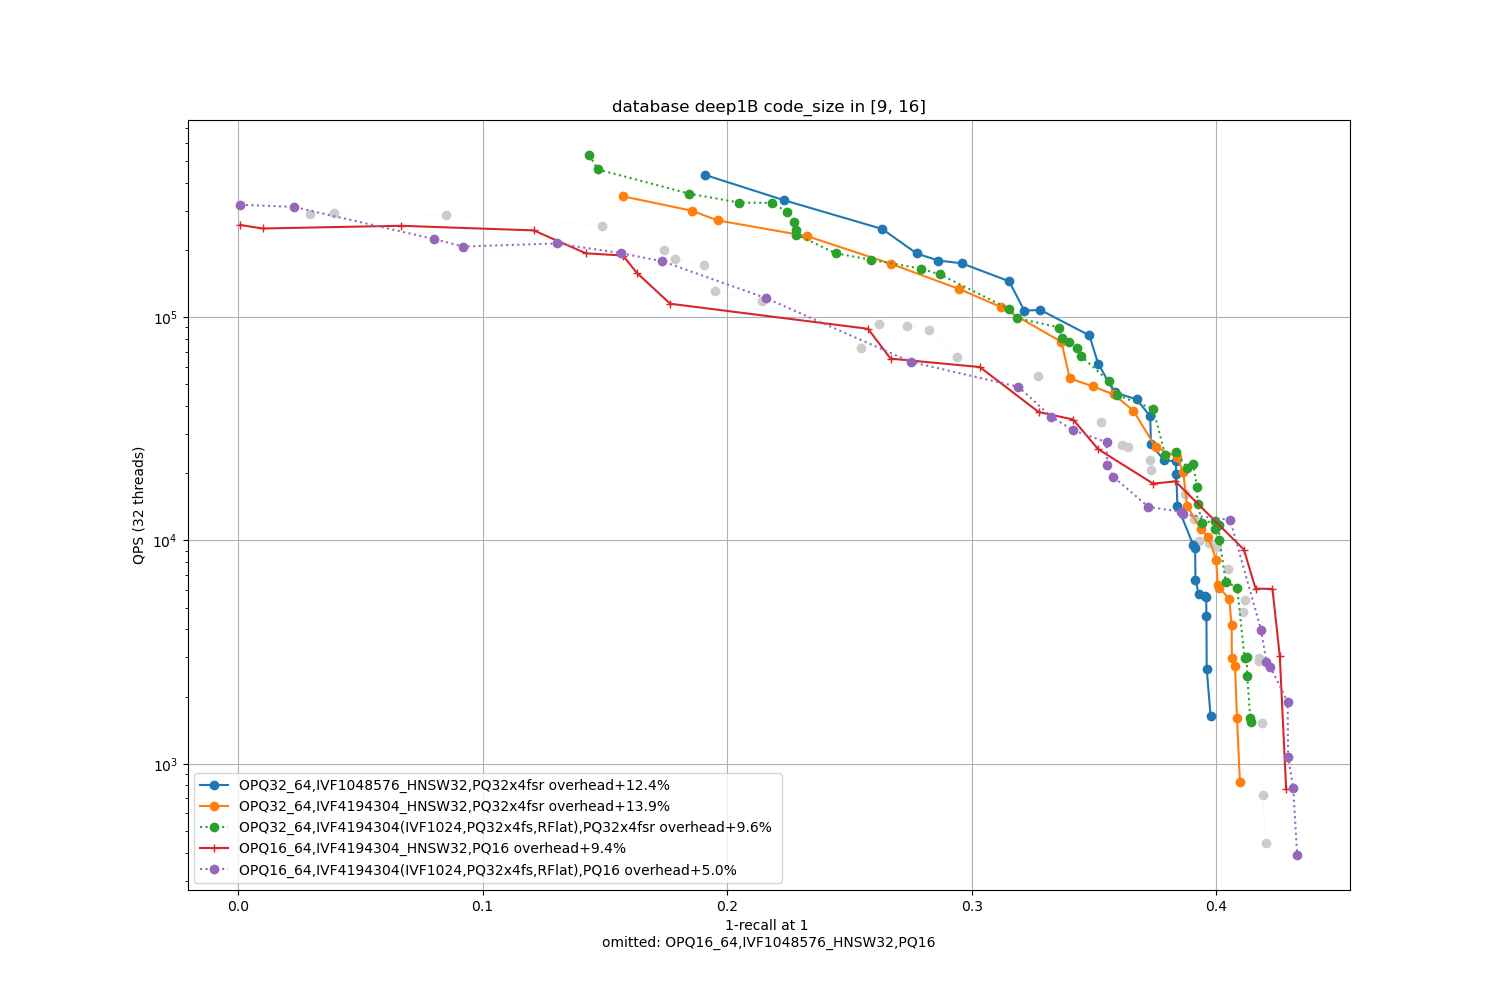 database deep1B code_size in [9, 16]
QPS (32 threads)
10^5
10^4
10^3
OPQ32_64,IVF1048576_HNSW32,PQ32x4fsr overhead+12.4%
OPQ32_64,IVF4194304_HNSW32,PQ32x4fsr overhead+13.9%
OPQ32_64,IVF4194304(IVF1024,PQ32x4fs,RFlat),PQ32x4fsr overhead+9.6%
OPQ16_64,IVF4194304_HNSW32,PQ16 overhead+9.4%
OPQ16_64,IVF4194304(IVF1024,PQ32x4fs,RFlat),PQ16 overhead+5.0%
0.0 0.1 0.2 0.3 0.4
1-recall at 1
omitted: OPQ16_64,IVF1048576_HNSW32,PQ16